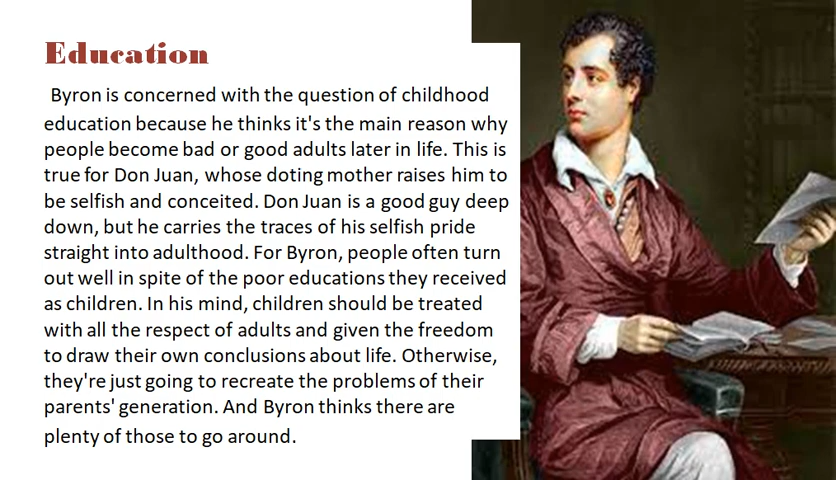 Education
Byron is concerned with the question of childhood
education because he thinks it's the main reason why
people become bad or good adults later in life. This is
true for Don Juan, whose doting mother raises him to
be selfish and conceited. Don Juan is a good guy deep
down, but he carries the traces of his selfish pride
straight into adulthood. For Byron, people often turn
out well in spite of the poor educations they received
as children. In his mind, children should be treated
with all the respect of adults and given the freedom
to draw their own conclusions about life. Otherwise,
they're just going to recreate the problems of their
parents' generation. And Byron thinks there are
plenty of those to go around.